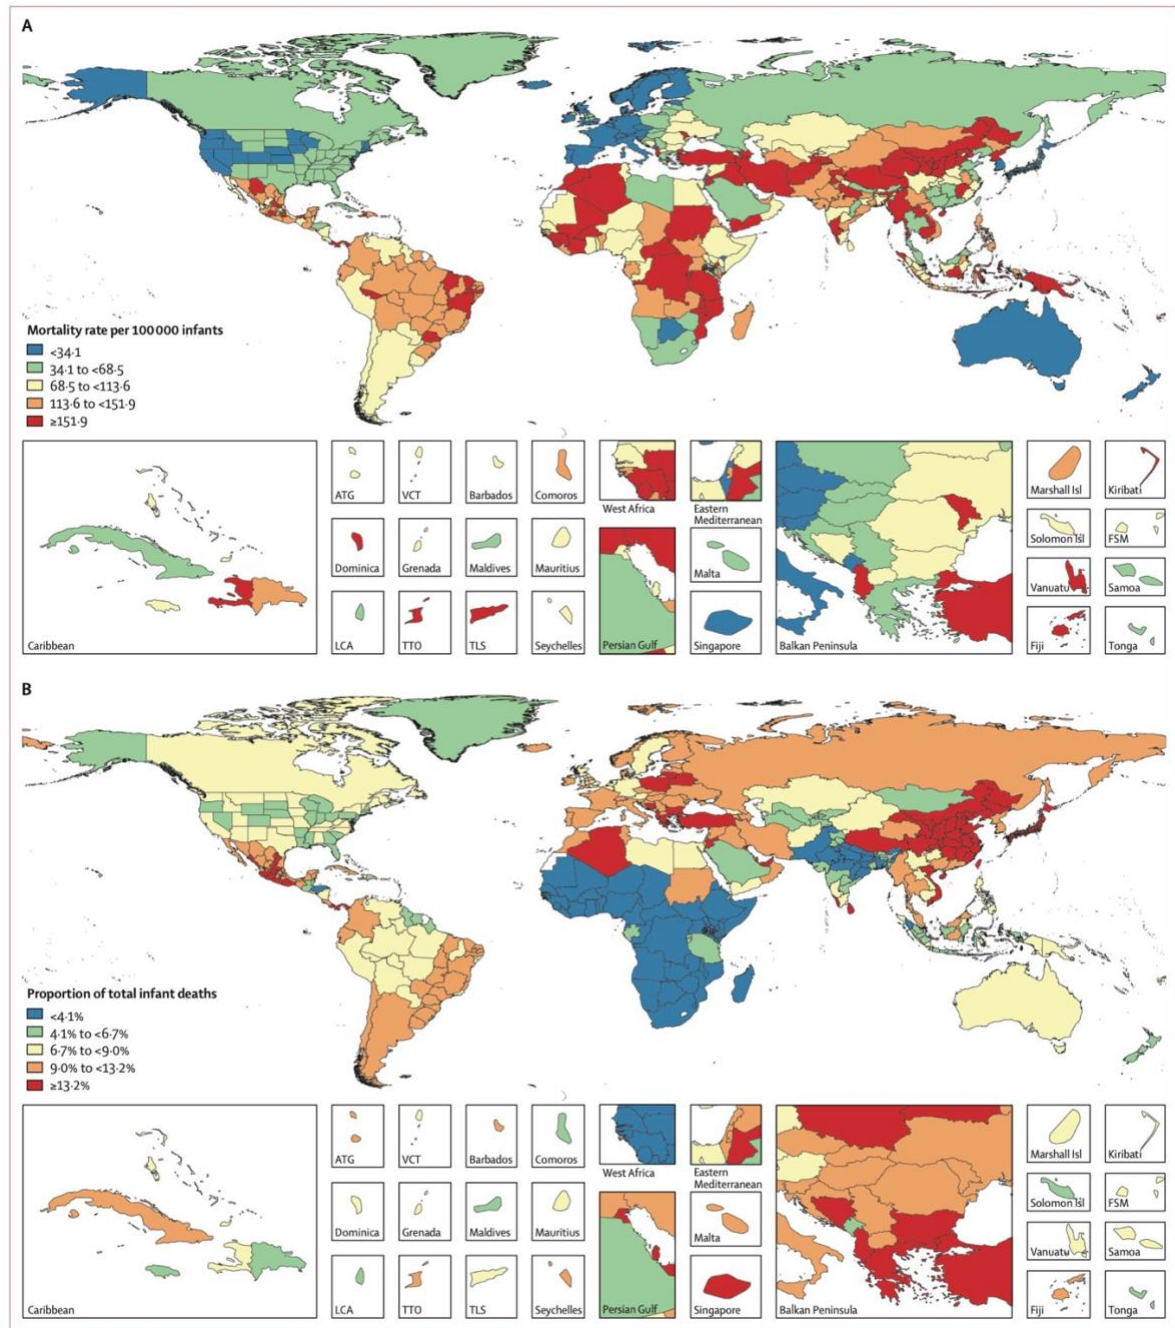 A
Mortality rate per 100 000 infants
<34·1
34·1 to <68·5
68·5 to <113·6
113·6 to <151·9
≥151·9
Caribbean
ATG
VCT
Barbados
Comoros
West Africa
Eastern
Mediterranean
Marshall Isl
Kiribati
Solomon Isl
FSM
Dominica
Grenada
Maldives
Mauritius
Malta
Vanuatu
Samoa
LCA
TTO
TLS
Seychelles
Persian Gulf
Singapore
Balkan Peninsula
Fiji
Tonga
B
Proportion of total infant deaths
<4·1%
4·1% to <6·7%
6·7% to <9·0%
9·0% to <13·2%
≥13·2%
Caribbean
ATG
VCT
Barbados
Comoros
West Africa
Eastern
Mediterranean
Marshall Isl
Kiribati
Solomon Isl
FSM
Dominica
Grenada
Maldives
Mauritius
Malta
Vanuatu
Samoa
LCA
TTO
TLS
Seychelles
Persian Gulf
Singapore
Balkan Peninsula
Fiji
Tonga